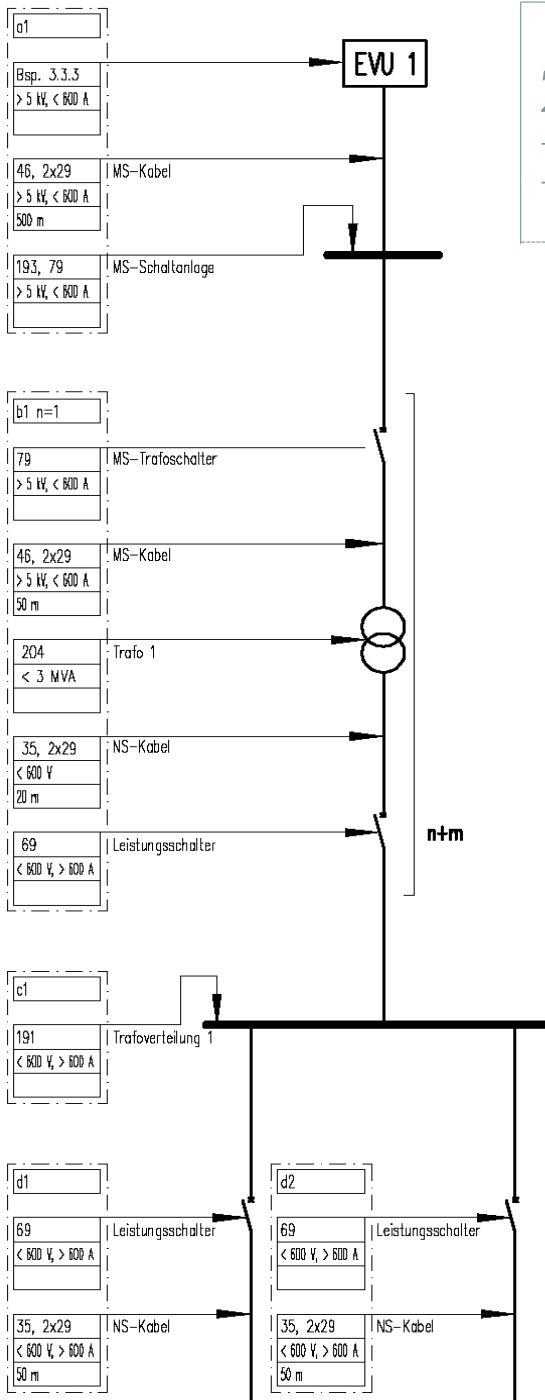 a1
Bsp. 3.3.3
> 5 kV, < 600 A
EVU 1
46, 2x29
> 5 kV, < 600 A
500 m
MS-Kabel
193, 79
> 5 kV, < 600 A
MS-Schaltanlage
b1 n=1
79
> 5 kV, < 600 A
MS-Trafoschalter
46, 2x29
> 5 kV, < 600 A
50 m
MS-Kabel
204
< 3 MVA
Trafo 1
35, 2x29
< 600 V
20 m
NS-Kabel
69
< 600 V, > 600 A
Leistungsschalter
n+m
c1
191
< 600 V, > 600 A
Trafoverteilung 1
d1
69
< 600 V, > 600 A
Leistungsschalter
35, 2x29
< 600 V, > 600 A
50 m
NS-Kabel
d2
69
< 600 V, > 600 A
Leistungsschalter
35, 2x29
< 600 V, > 600 A
50 m
NS-Kabel